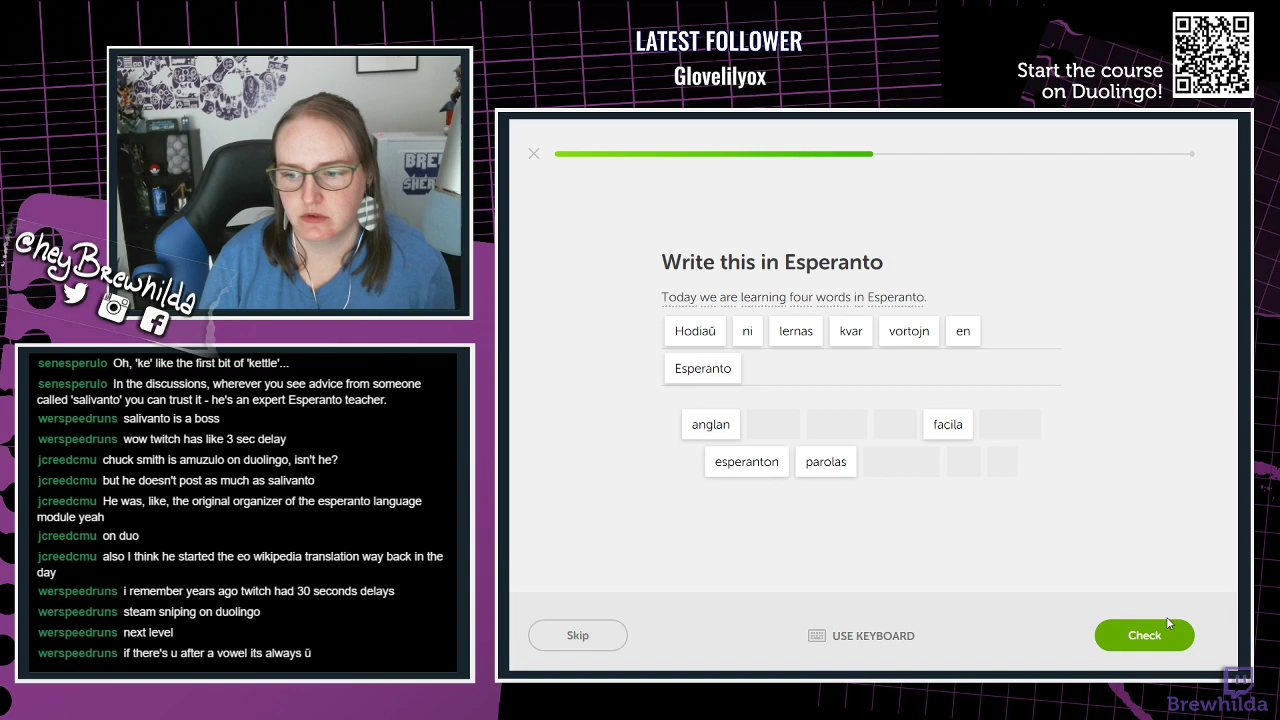 LATEST FOLLOWER
Glovelilyox
Start the course
on Duolingo!
@heyBrewhilda
Write this in Esperanto
Today we are learning four words in Esperanto.
Hodiaŭ ni lernas kvar vortojn en
Esperanto
anglan facila
esperanton parolas
Skip USE KEYBOARD Check
senesperulo Oh, 'ke' like the first bit of 'kettle'...
senesperulo In the discussions, wherever you see advice from someone
called 'salivanto' you can trust it - he's an expert Esperanto teacher.
werspeedruns salivanto is a boss
werspeedruns wow twitch has like 3 sec delay
jcreedcmu chuck smith is amuzulo on duolingo, isn't he?
jcreedcmu but he doesn't post as much as salivanto
jcreedcmu He was, like, the original organizer of the esperanto language
module yeah
jcreedcmu on duo
jcreedcmu also I think he started the eo wikipedia translation way back in the
day
werspeedruns i remember years ago twitch had 30 seconds delays
werspeedruns steam sniping on duolingo
werspeedruns next level
werspeedruns if there's u after a vowel its always ŭ
Brewhilda